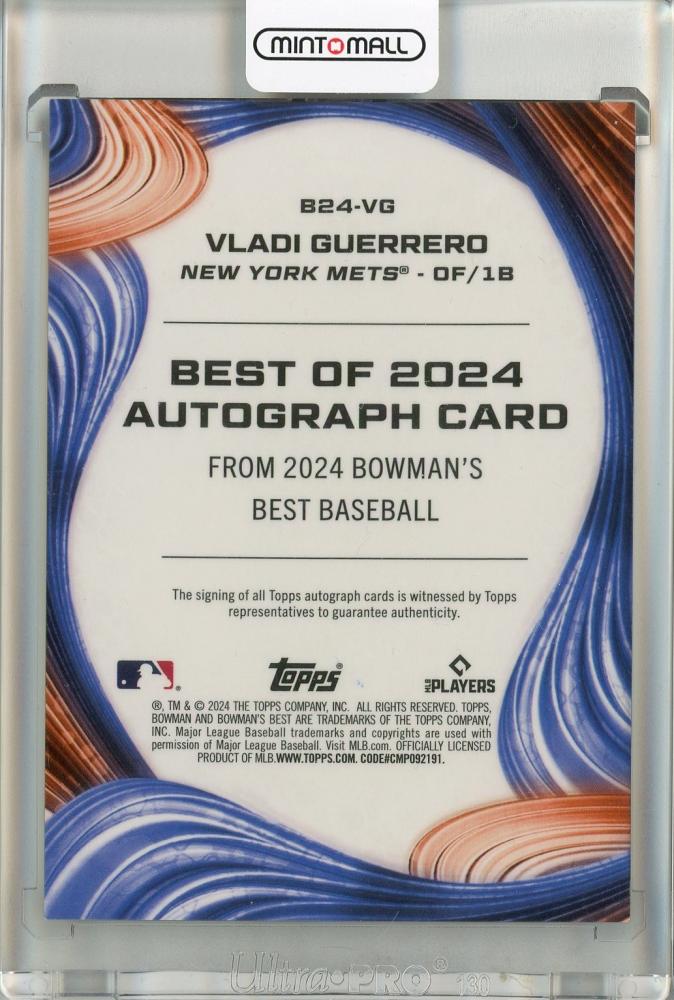 MINTOMALL
B24-VG
VLADI GUERRERO
NEW YORK METS® - OF/1B
BEST OF 2024
AUTOGRAPH CARD
FROM 2024 BOWMAN'S
BEST BASEBALL
The signing of all Topps autograph cards is witnessed by Topps
representatives to guarantee authenticity.
® Topps® MLB PLAYERS
®, TM & © 2024 THE TOPPS COMPANY, INC. ALL RIGHTS RESERVED. TOPPS,
BOWMAN AND BOWMAN'S BEST ARE TRADEMARKS OF THE TOPPS COMPANY,
INC. Major League Baseball trademarks and copyrights are used with
permission of Major League Baseball. Visit MLB.com. OFFICIALLY LICENSED
PRODUCT OF MLB.WWW.TOPPS.COM. CODE#CMP092191.
Ultra·PRO® 130